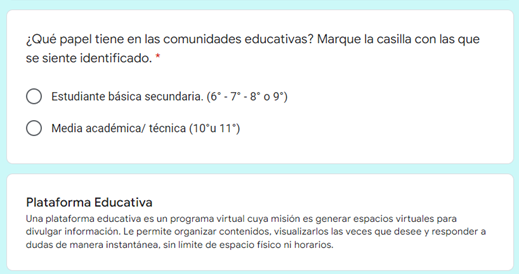 ¿Qué papel tiene en las comunidades educativas? Marque la casilla con las que
se siente identificado. *
Estudiante básica secundaria. (6° - 7° - 8° o 9°)
Media académica/ técnica (10°u 11°)
Plataforma Educativa
Una plataforma educativa es un programa virtual cuya misión es generar espacios virtuales para
divulgar información. Le permite organizar contenidos, visualizarlos las veces que desee y responder a
dudas de manera instantánea, sin límite de espacio físico ni horarios.